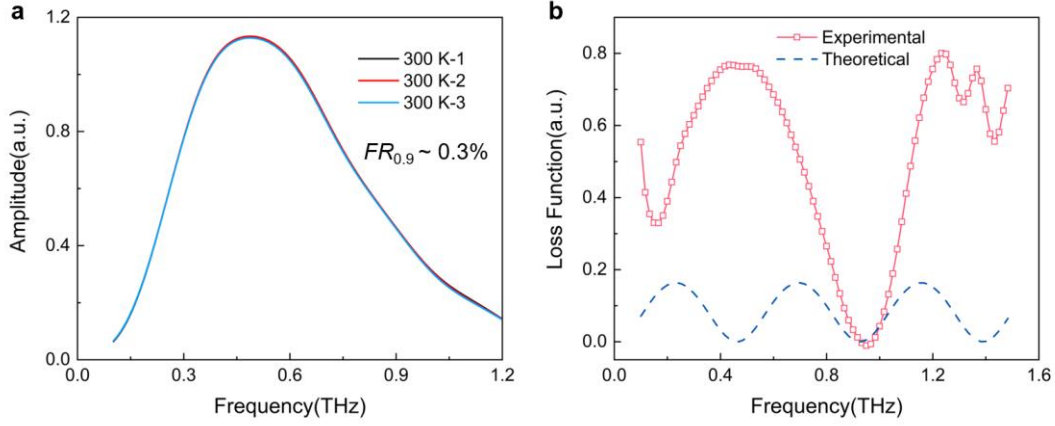 a
1.2
0.8
0.4
0.0
Amplitude(a.u.)
300 K-1
300 K-2
300 K-3
FR0.9 ~ 0.3%
0.0 0.3 0.6 0.9 1.2
Frequency(THz)
b
Experimental
Theoretical
0.8
0.6
0.4
0.2
0.0
Loss Function(a.u.)
0.0 0.4 0.8 1.2 1.6
Frequency(THz)